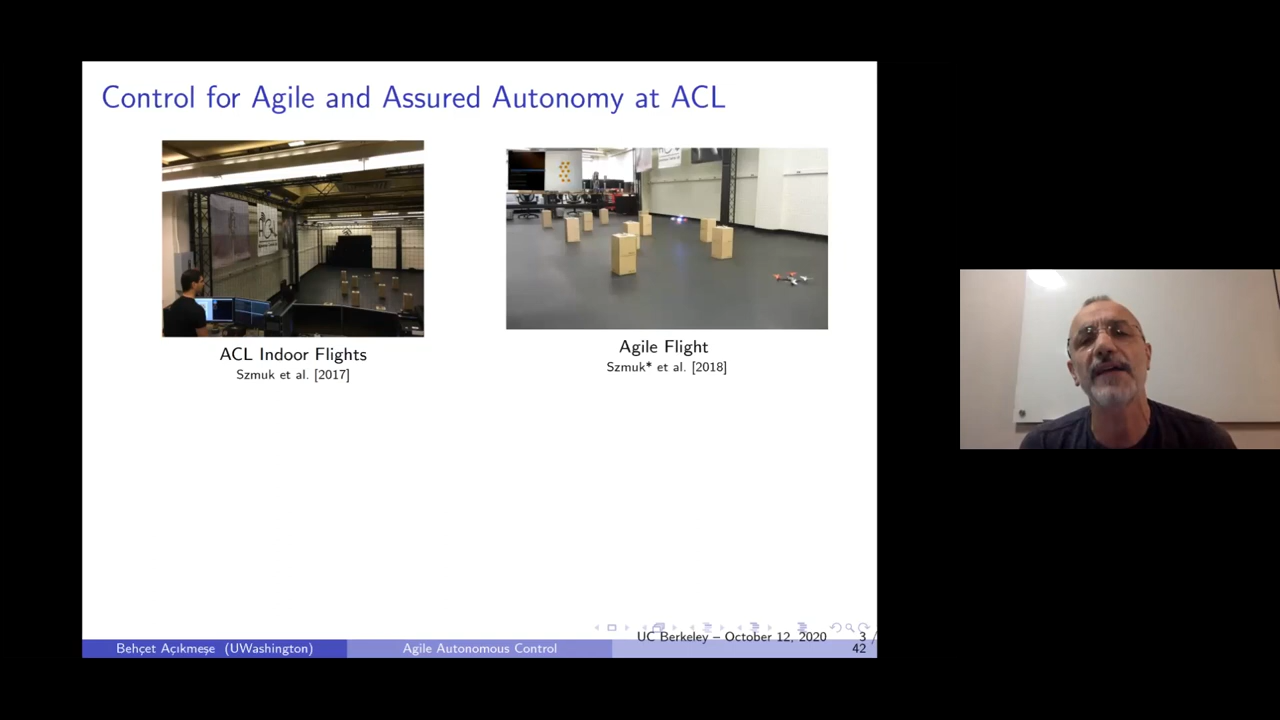 Control for Agile and Assured Autonomy at ACL
ACL Indoor Flights
Szmuk et al. [2017]
Agile Flight
Szmuk* et al. [2018]
UC Berkeley – October 12, 2020
3 /
42
Behçet Açıkmeşe (UWashington)
Agile Autonomous Control